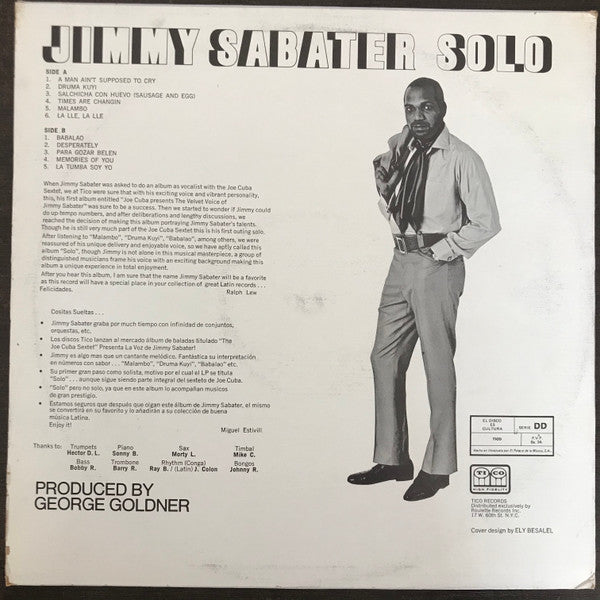 JIMMY SABATER SOLO
SIDE A
1. A MAN AIN'T SUPPOSED TO CRY
2. DRUMA KUYI
3. SALCHICHA CON HUEVO (SAUSAGE AND EGG)
4. TIMES ARE CHANGIN
5. MALAMBO
6. LA LLE, LA LLE
SIDE B
1. BABALAO
2. DESPERATELY
3. PARA GOZAR BELEN
4. MEMORIES OF YOU
5. LA TUMBA SOY YO
When Jimmy Sabater was asked to do an album as vocalist with the Joe Cuba
Sextet, we at Tico were sure that with his exciting voice and vibrant personality,
this, his first album entitled "Joe Cuba presents The Velvet Voice of
Jimmy Sabater" was sure to be a success. Then we started to wonder if Jimmy could
do up tempo numbers, and after deliberations and lengthy discussions, we
reached the decision of making this album portraying Jimmy Sabater's talents.
Though he is still very much part of the Joe Cuba Sextet this is his first outing solo.
After listening to "Malambo", "Druma Kuyi", "Babalao", among others, we were
reassured of his unique delivery and enjoyable voice, so we have aptly called this
album "Solo", though Jimmy is not alone in this musical masterpiece, a group of
distinguished musicians frame his voice with an exciting background making this
album a unique experience in total enjoyment.
After you hear this album, I am sure that the name Jimmy Sabater will be a favorite
as this record will have a special place in your collection of great Latin records . . .
Felicidades.
Ralph Lew
Cositas Sueltas . . .
• Jimmy Sabater graba por much tiempo con infinidad de conjuntos,
orquestas, etc.
• Los discos Tico lanzan al mercado álbum de baladas titulado "The
Joe Cuba Sextet" Presenta La Voz de Jimmy Sabater!
• Jimmy es algo mas que un cantante melódico. Fantástica su interpretación
en números con sabor . . . "Malambo", "Druma Kuyi", "Babalao" etc.
• Su primer gran paso como solista, motivo por el cual el LP se titula
"Solo" . . . aunque sigue siendo parte integral del sexteto de Joe Cuba.
• "Solo" pero no solo, ya que en este album lo acompañan musicos
de gran prestigio.
• Estamos seguros que después que oigan este álbum de Jimmy Sabater, el mismo
se convertirá en su favorito y lo añadirán a su colección de buena
música Latina.
Enjoy it!
Miguel Estivill
Thanks to: Trumpets Piano Sax Timbal
Hector D. L. Sonny B. Morty L. Mike C.
Bass Trombone Rhythm (Conga) Bongos
Bobby R. Barry R. Ray B. / (Latin) J. Colon Johnny R.
PRODUCED BY
GEORGE GOLDNER
EL DISCO
ES
CULTURA
SERIE DD
Hecho en Venezuela por El Palacio de la Música, C.A.
TICO
HIGH FIDELITY
TICO RECORDS
Distributed exclusively by
Roulette Records Inc.
17 W. 60th St. N.Y.C.
Cover design by ELY BESALEL